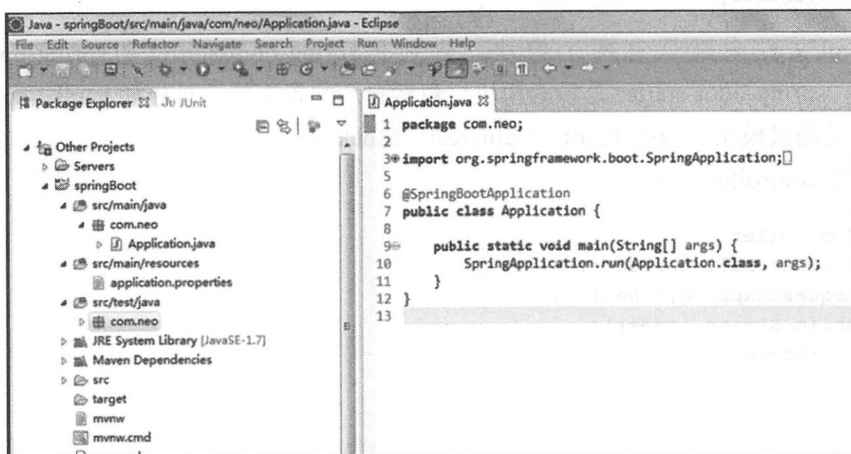 Java - springBoot/src/main/java/com/neo/Application.java - Eclipse
File Edit Source Refactor Navigate Search Project Run Window Help
Package Explorer
JUnit
Other Projects
Servers
springBoot
src/main/java
com.neo
Application.java
src/main/resources
application.properties
src/test/java
com.neo
JRE System Library [JavaSE-1.7]
Maven Dependencies
src
target
mvnw
mvnw.cmd
Application.java
1 package com.neo;
2
3 import org.springframework.boot.SpringApplication;
5
6 @SpringBootApplication
7 public class Application {
8
9 public static void main(String[] args) {
10 SpringApplication.run(Application.class, args);
11 }
12 }
13